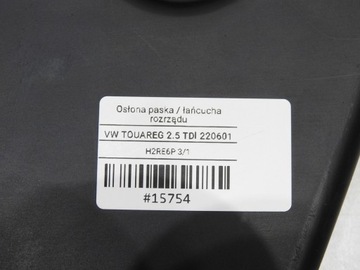 Osłona paska / łańcucha
rozrządu
VW TOUAREG 2.5 TDI 220601
H2RE6P 3/1
#15754